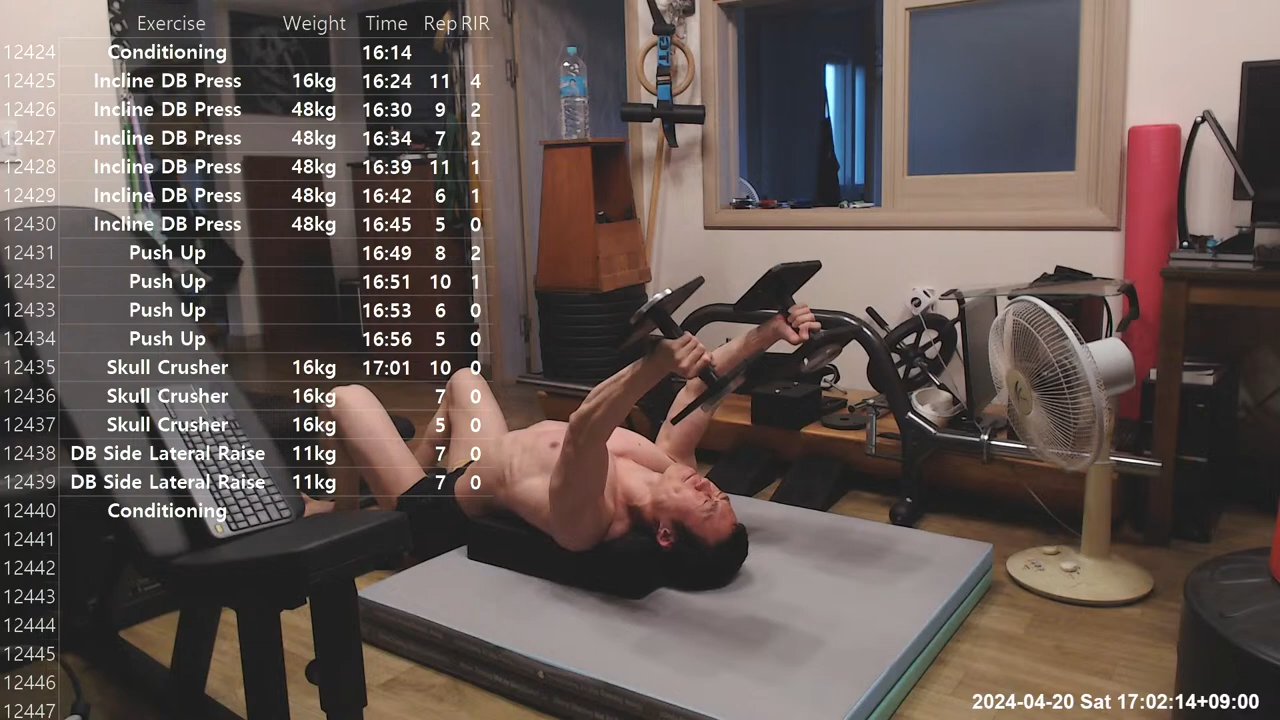 Exercise Weight Time Rep RIR
12424 Conditioning 16:14
12425 Incline DB Press 16kg 16:24 11 4
12426 Incline DB Press 48kg 16:30 9 2
12427 Incline DB Press 48kg 16:34 7 2
12428 Incline DB Press 48kg 16:39 11 1
12429 Incline DB Press 48kg 16:42 6 1
12430 Incline DB Press 48kg 16:45 5 0
12431 Push Up 16:49 8 2
12432 Push Up 16:51 10 1
12433 Push Up 16:53 6 0
12434 Push Up 16:56 5 0
12435 Skull Crusher 16kg 17:01 10 0
12436 Skull Crusher 16kg 7 0
12437 Skull Crusher 16kg 5 0
12438 DB Side Lateral Raise 11kg 7 0
12439 DB Side Lateral Raise 11kg 7 0
12440 Conditioning
12441
12442
12443
12444
12445
12446
12447
2024-04-20 Sat 17:02:14+09:00